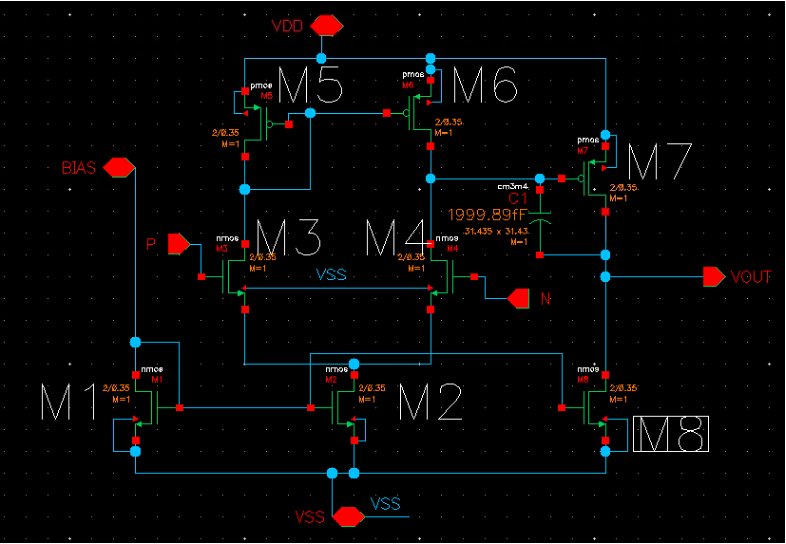 VDD
pmos
M5
M5
2/0.35
M=1
pmos
M6
M6
2/0.35
M=1
pmos
M7
M7
2/0.35
M=1
BIAS
cm3m4
C1
1999.89fF
31.435 x 31.43
M=1
P
nmos
M3
M3
2/0.35
M=1
M4
nmos
M4
2/0.35
M=1
VSS
N
VOUT
M1
nmos
M1
2/0.35
M=1
nmos
M2
M2
2/0.35
M=1
nmos
M8
M8
2/0.35
M=1
VSS
VSS